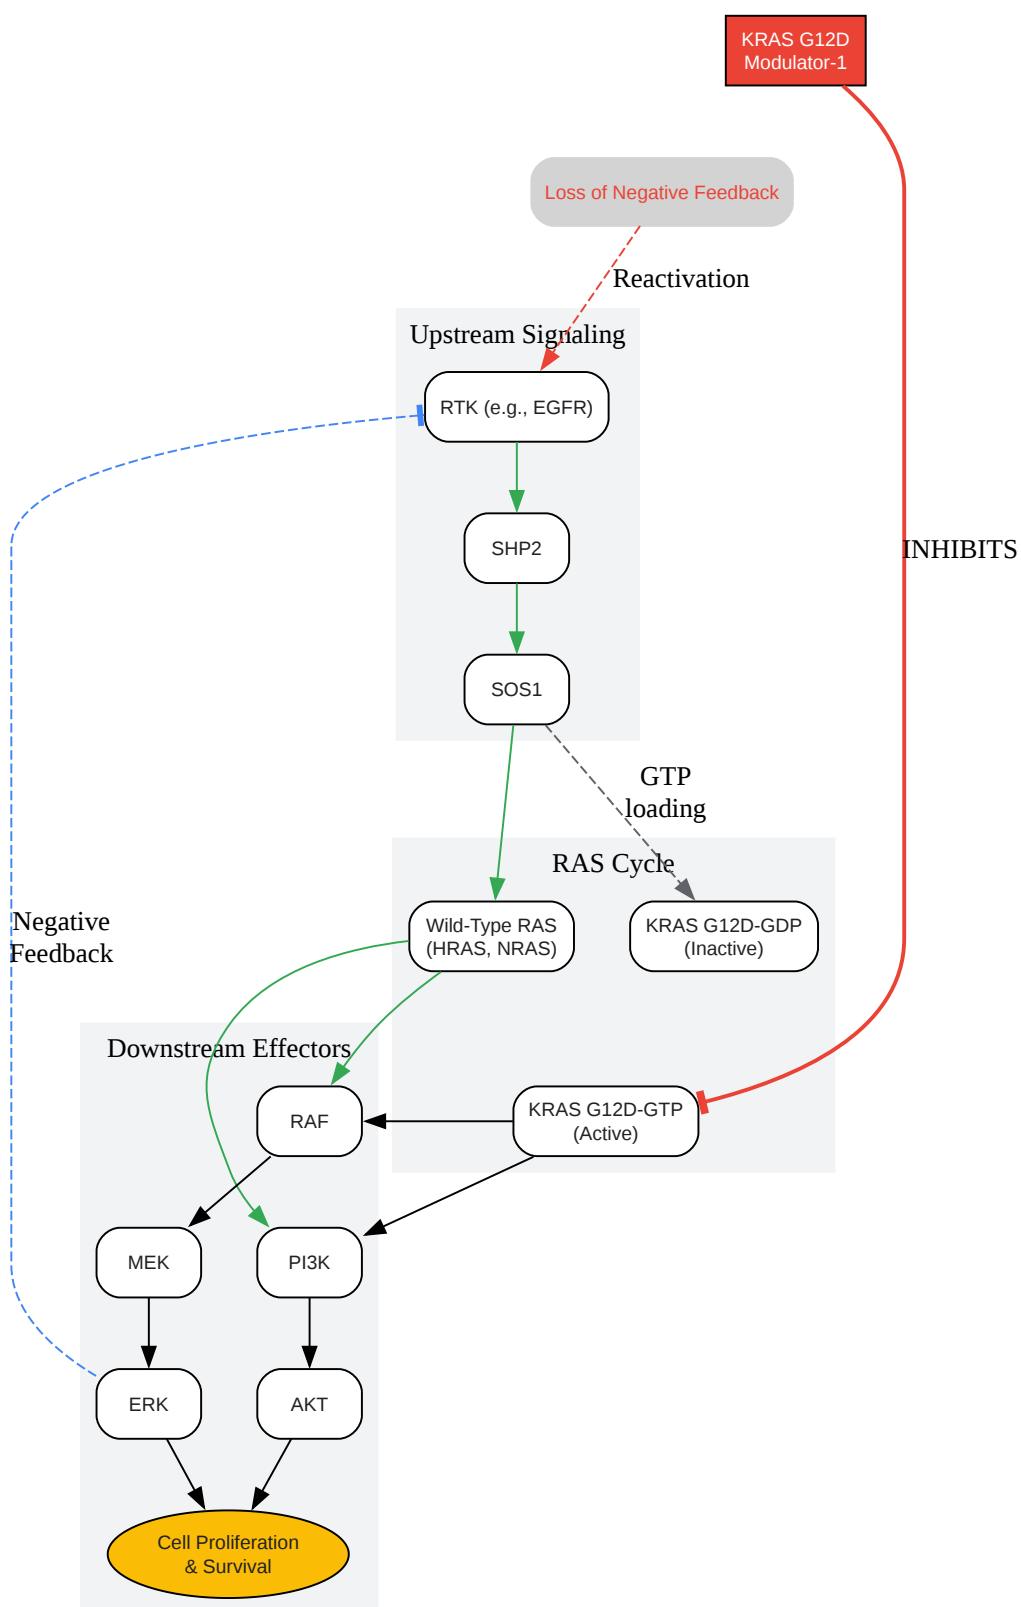 KRAS G12D
Modulator-1
Loss of Negative Feedback
Reactivation
Upstream Signaling
RTK (e.g., EGFR)
SHP2
INHIBITS
SOS1
GTP
loading
RAS Cycle
Wild-Type RAS
(HRAS, NRAS)
KRAS G12D-GDP
(Inactive)
Negative
Feedback
Downstream Effectors
RAF
KRAS G12D-GTP
(Active)
MEK
PI3K
ERK
AKT
Cell Proliferation
& Survival